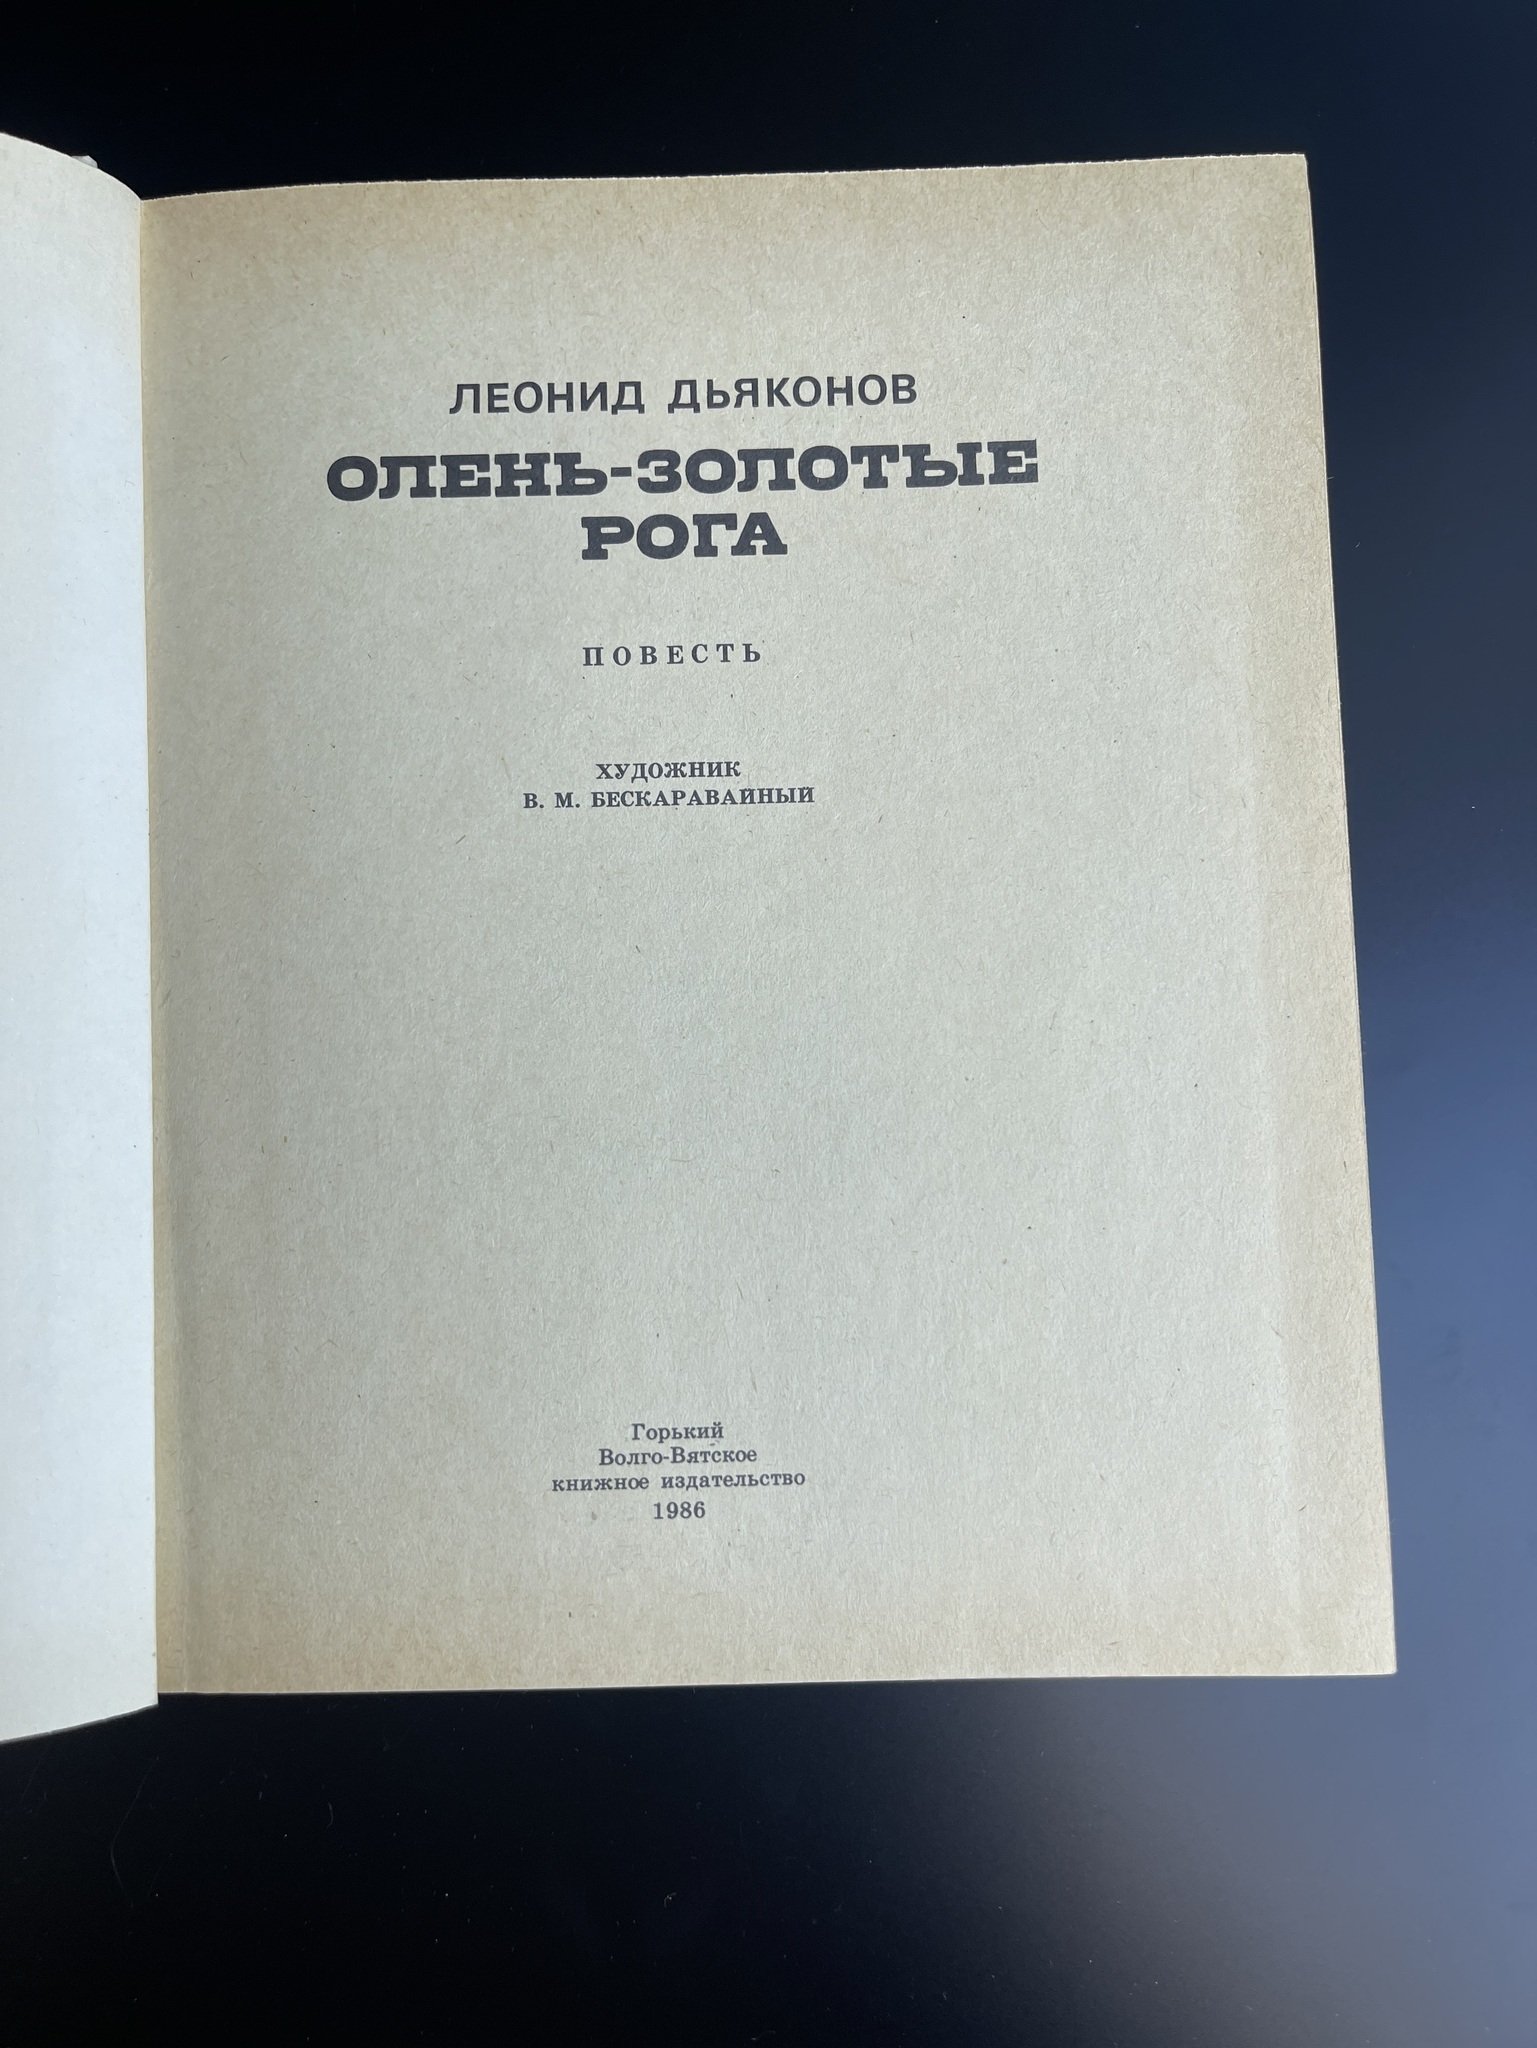 ЛЕОНИД ДЬЯКОНОВ
ОЛЕНЬ-ЗОЛОТЫЕ
РОГА
ПОВЕСТЬ
ХУДОЖНИК
В. М. БЕСКАРАВАЙНЫЙ
Горький
Волго-Вятское
книжное издательство
1986